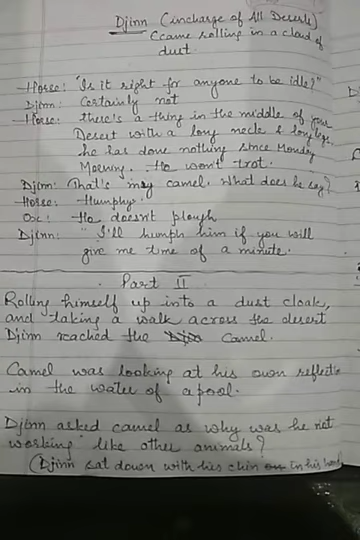 Djinn (incharge of All Deserts)
(came rolling in a cloud of
dust.
Horse: "Is it right for anyone to be idle?"
Djinn: Certainly not
Horse: there's a thing in the middle of your
Desert with a long neck & long legs,
he has done nothing since Monday
Morning. He won't trot.
Djinn: That's my camel. What does he say?
Horse: Humph,
Ox: He doesn't plough
Djinn: "I'll humph him if you will
give me time of a minute.
Part II
Rolling himself up into a dust cloak,
and taking a walk across the desert
Djinn reached the camel.
Camel was looking at his own reflectio
in the water of a pool.
Djinn asked camel as why was he not
working like other animals?
(Djinn sat down with his chin in his hand